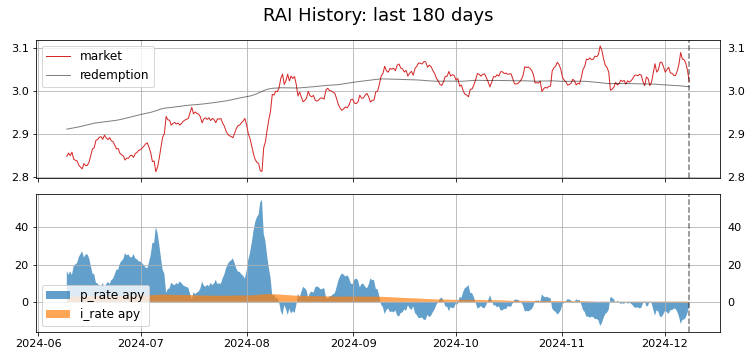 RAI History: last 180 days
3.1 3.1
market
redemption
3.0 3.0
2.9 2.9
2.8 2.8
40 40
20 20
p_rate apy
0 0
i_rate apy
2024-06 2024-07 2024-08 2024-09 2024-10 2024-11 2024-12